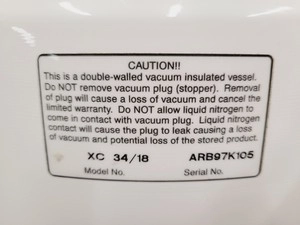 CAUTION!!
This is a double-walled vacuum insulated vessel.
Do NOT remove vacuum plug (stopper). Removal
of plug will cause a loss of vacuum and cancel the
limited warranty. Do NOT allow liquid nitrogen to
come in contact with vacuum plug. Liquid nitrogen
contact will cause the plug to leak causing a loss
of vacuum and potential loss of the stored product.
XC 34/18 ARB97K105
Model No. Serial No.